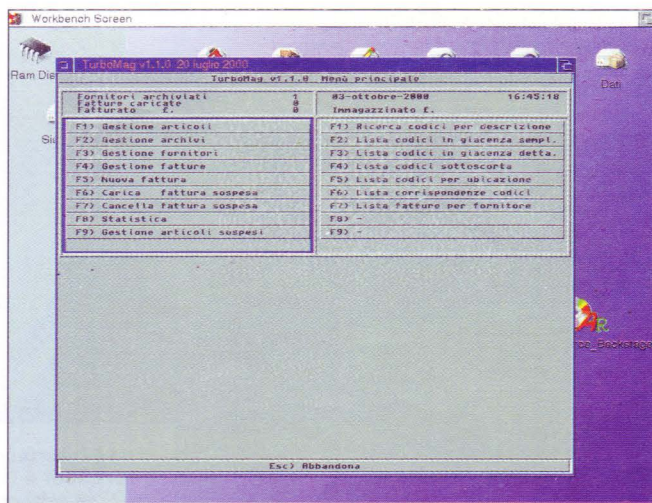 Workbench Screen
Ram Dis
Dati
TurboMag v1.1.0 20 luglio 2000
TurboMag v1.1.0 Menù principale
Fornitori archiviati 1
Fatture caricate 0
Fatturato £. 0
03-ottobre-2000 16:45:18
Immagazzinato £.
F1) Gestione articoli
F2) Gestione archivi
F3) Gestione fornitori
F4) Gestione fatture
F5) Nuova fattura
F6) Carica fattura sospesa
F7) Cancella fattura sospesa
F8) Statistica
F9) Gestione articoli sospesi
F1) Ricerca codici per descrizione
F2) Lista codici in giacenza sempl.
F3) Lista codici in giacenza detta.
F4) Lista codici sottoscorta
F5) Lista codici per ubicazione
F6) Lista corrispondenze codici
F7) Lista fatture per fornitore
F8) -
F9) -
Esc) Abbandona